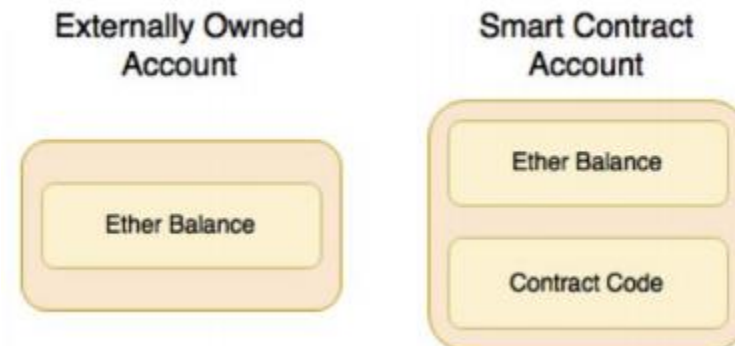 Externally Owned
Account
Ether Balance
Smart Contract
Account
Ether Balance
Contract Code